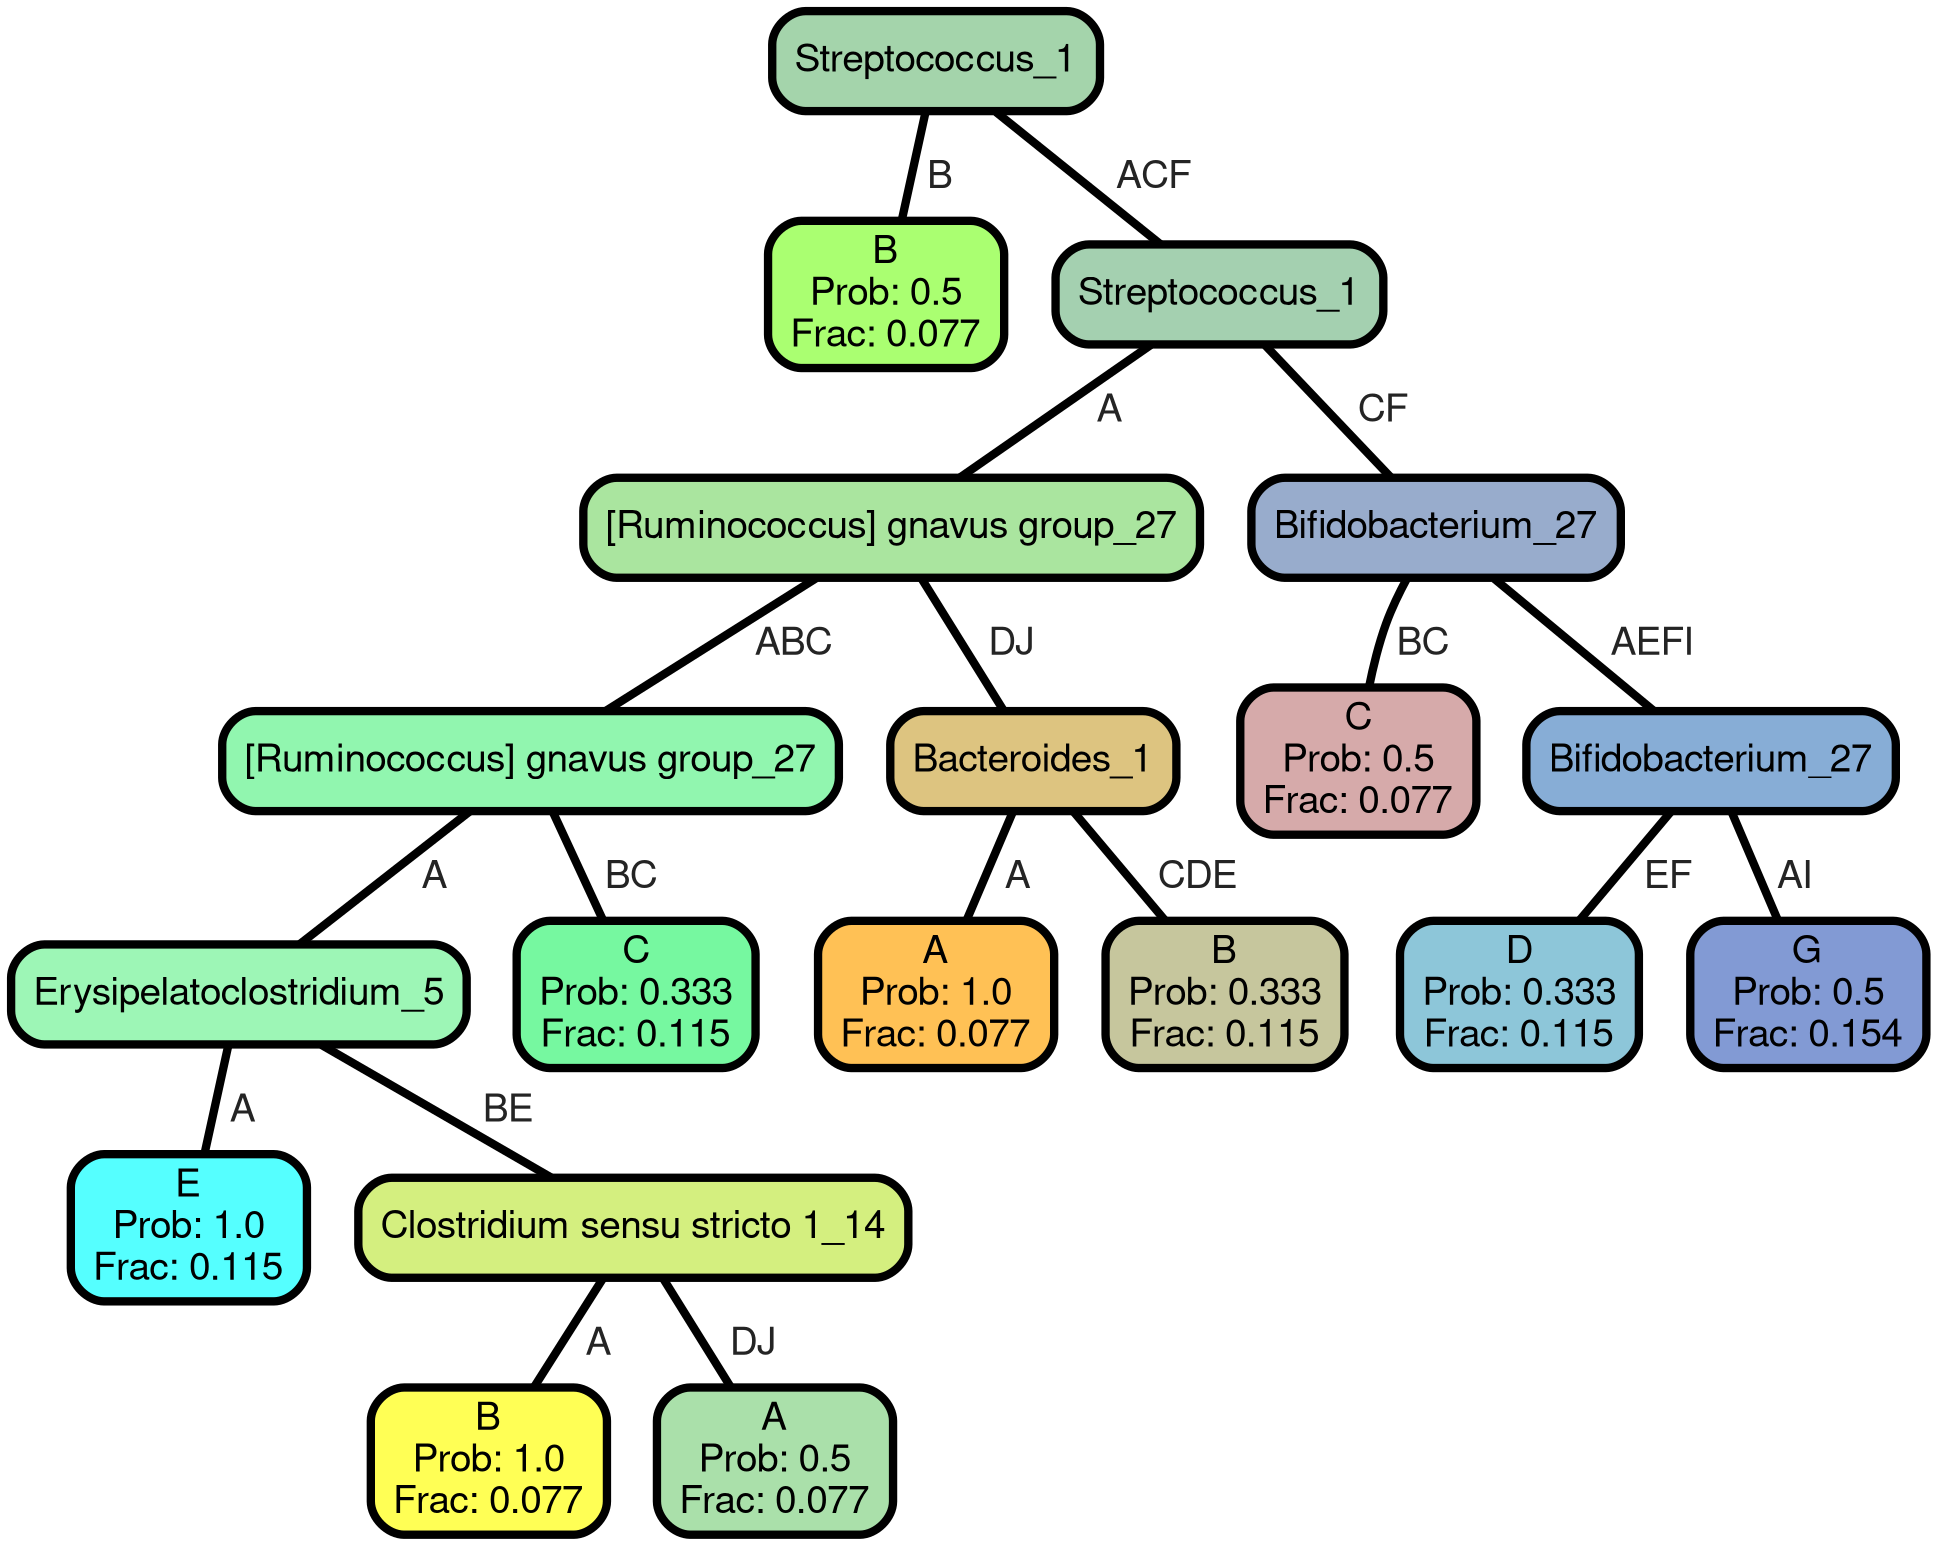 Streptococcus_1
B
ACF
B
Prob: 0.5
Frac: 0.077
Streptococcus_1
A
CF
[Ruminococcus] gnavus group_27
Bifidobacterium_27
ABC
DJ
BC
AEFI
[Ruminococcus] gnavus group_27
Bacteroides_1
C
Prob: 0.5
Frac: 0.077
Bifidobacterium_27
A
BC
A
CDE
EF
AI
Erysipelatoclostridium_5
C
Prob: 0.333
Frac: 0.115
A
Prob: 1.0
Frac: 0.077
B
Prob: 0.333
Frac: 0.115
D
Prob: 0.333
Frac: 0.115
G
Prob: 0.5
Frac: 0.154
A
BE
E
Prob: 1.0
Frac: 0.115
Clostridium sensu stricto 1_14
A
DJ
B
Prob: 1.0
Frac: 0.077
A
Prob: 0.5
Frac: 0.077